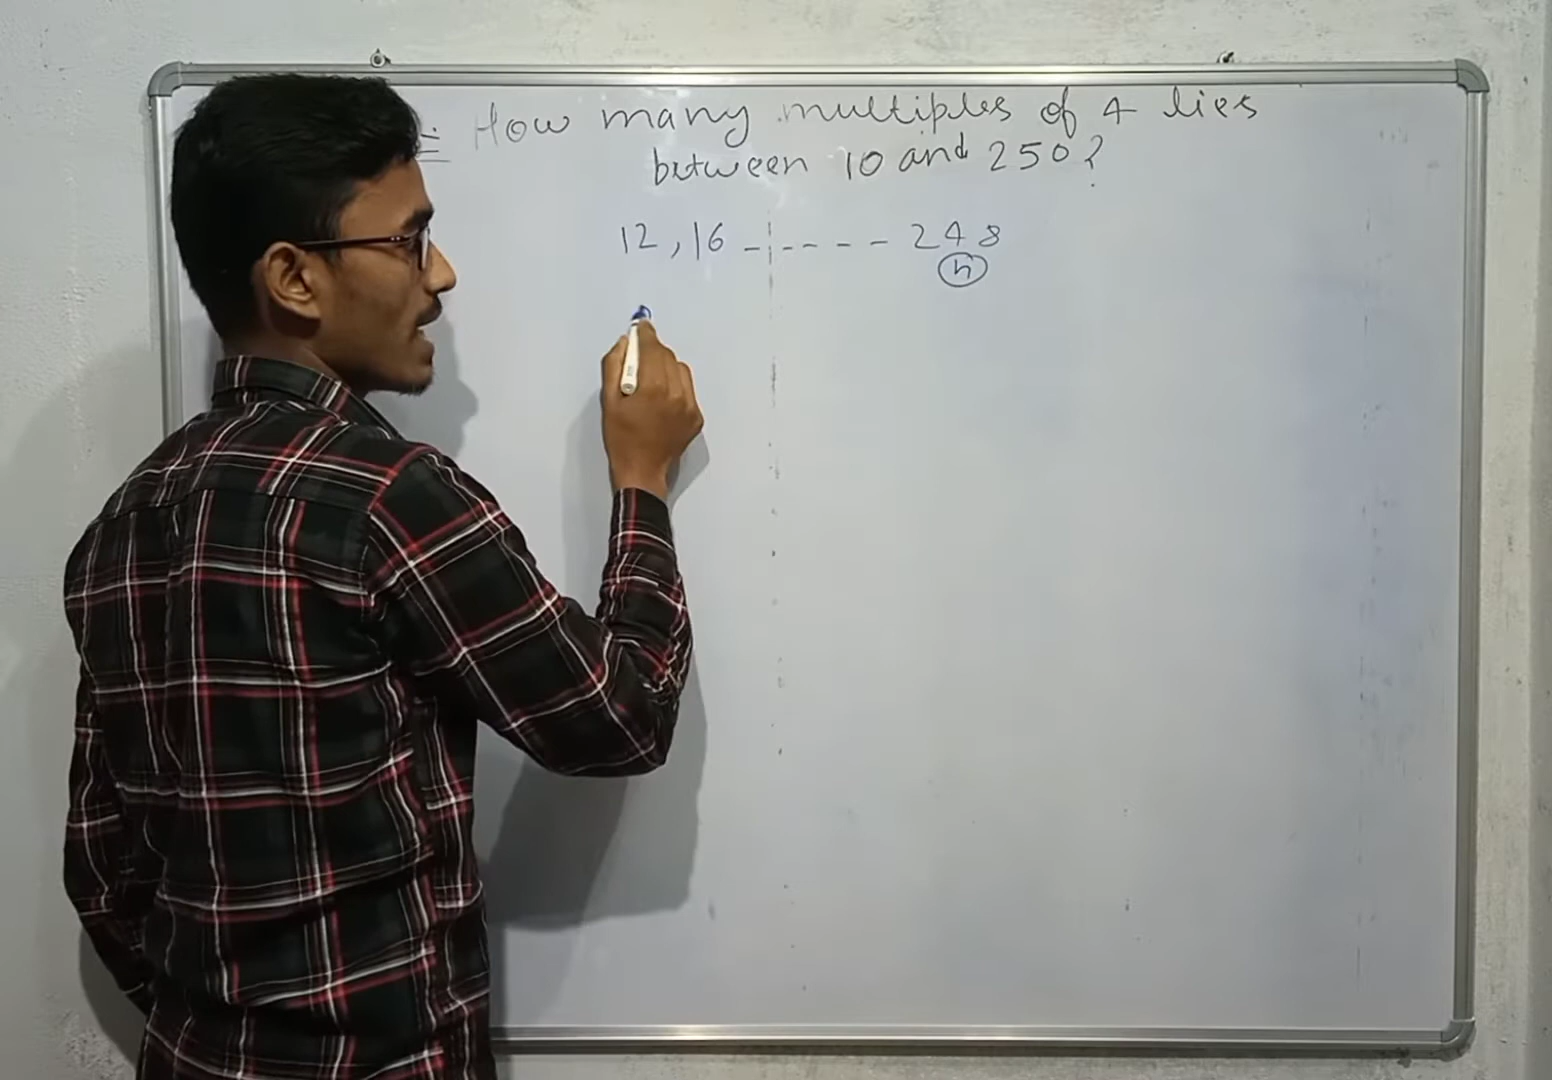 :- How many multiples of 4 lies
between 10 and 250?
12, 16 ------ 248
n